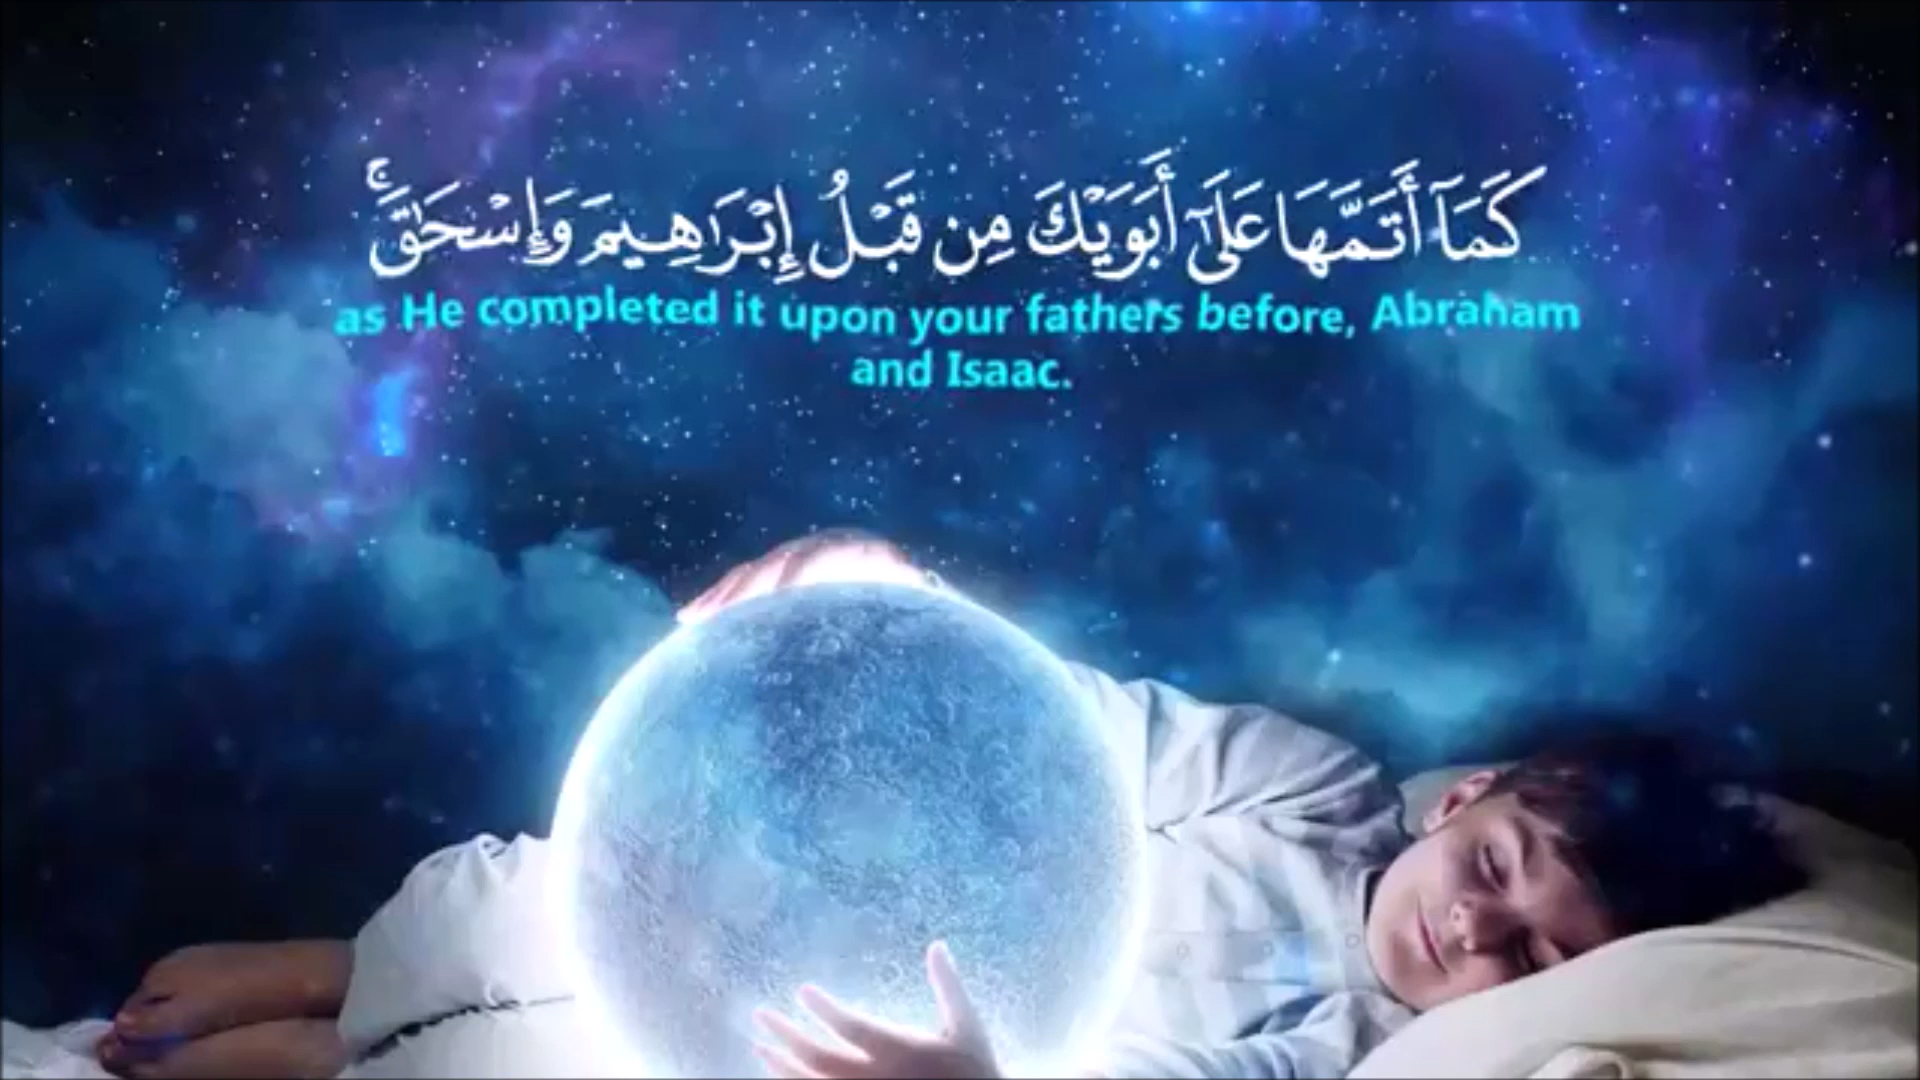 كَمَآ أَتَمَّهَا عَلَىٰٓ أَبَوَيْكَ مِن قَبْلُ إِبْرَٰهِيمَ وَإِسْحَٰقَ ۚ
as He completed it upon your fathers before, Abraham
and Isaac.